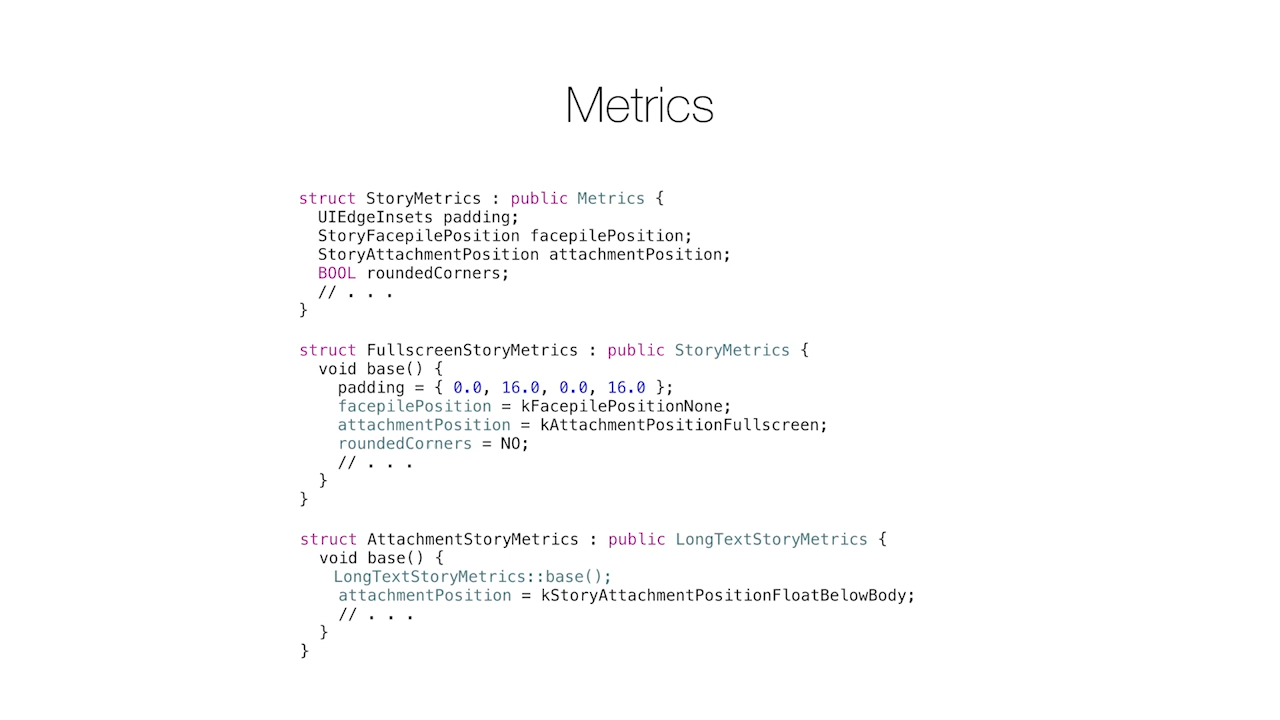 Metrics
struct StoryMetrics : public Metrics {
  UIEdgeInsets padding;
  StoryFacepilePosition facepilePosition;
  StoryAttachmentPosition attachmentPosition;
  BOOL roundedCorners;
  // . . .
}
struct FullscreenStoryMetrics : public StoryMetrics {
  void base() {
    padding = { 0.0, 16.0, 0.0, 16.0 };
    facepilePosition = kFacepilePositionNone;
    attachmentPosition = kAttachmentPositionFullscreen;
    roundedCorners = NO;
    // . . .
  }
}
struct AttachmentStoryMetrics : public LongTextStoryMetrics {
  void base() {
    LongTextStoryMetrics::base();
    attachmentPosition = kStoryAttachmentPositionFloatBelowBody;
    // . . .
  }
}